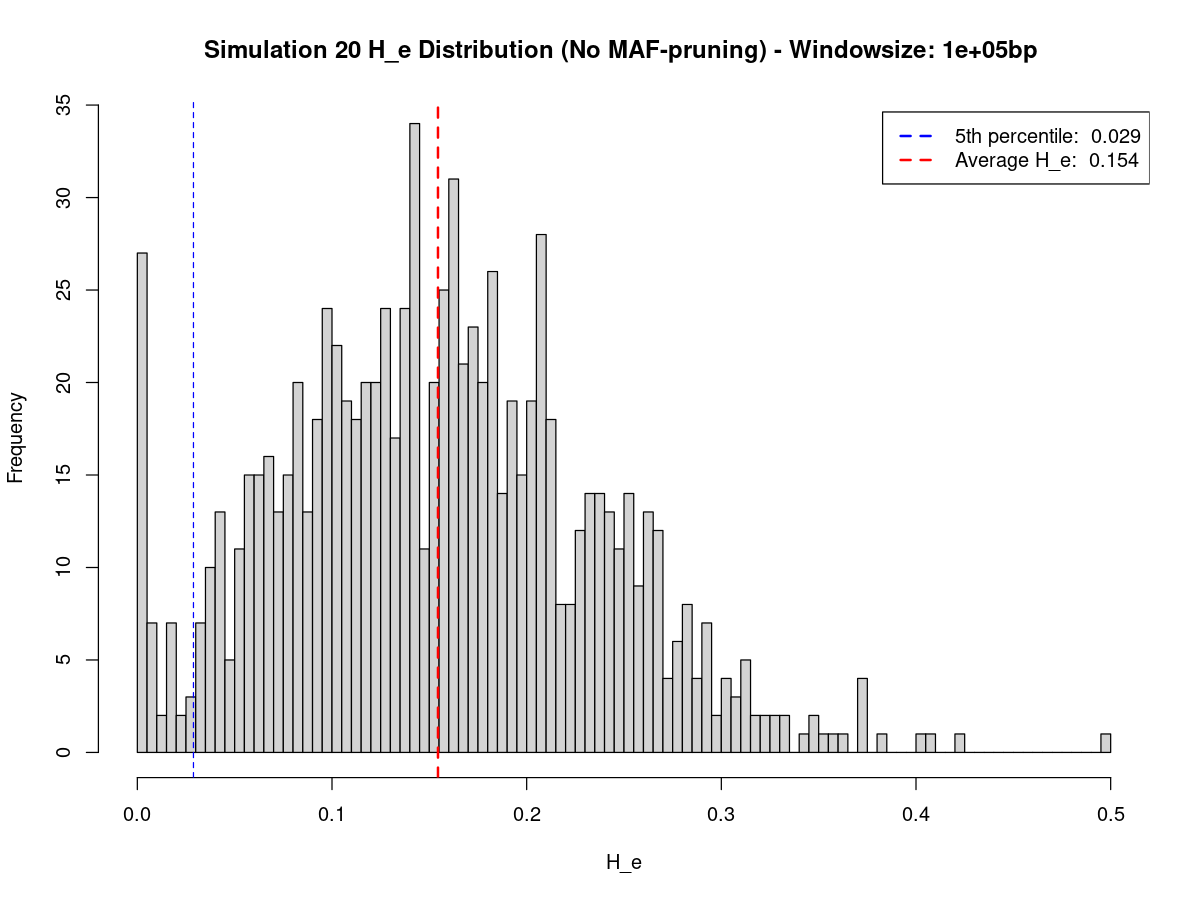 Simulation 20 H_e Distribution (No MAF-pruning) - Windowsize: 1e+05bp
5th percentile:  0.029
Average H_e:  0.154
Frequency
35
30
25
20
15
10
5
0
0.0 0.1 0.2 0.3 0.4 0.5
H_e